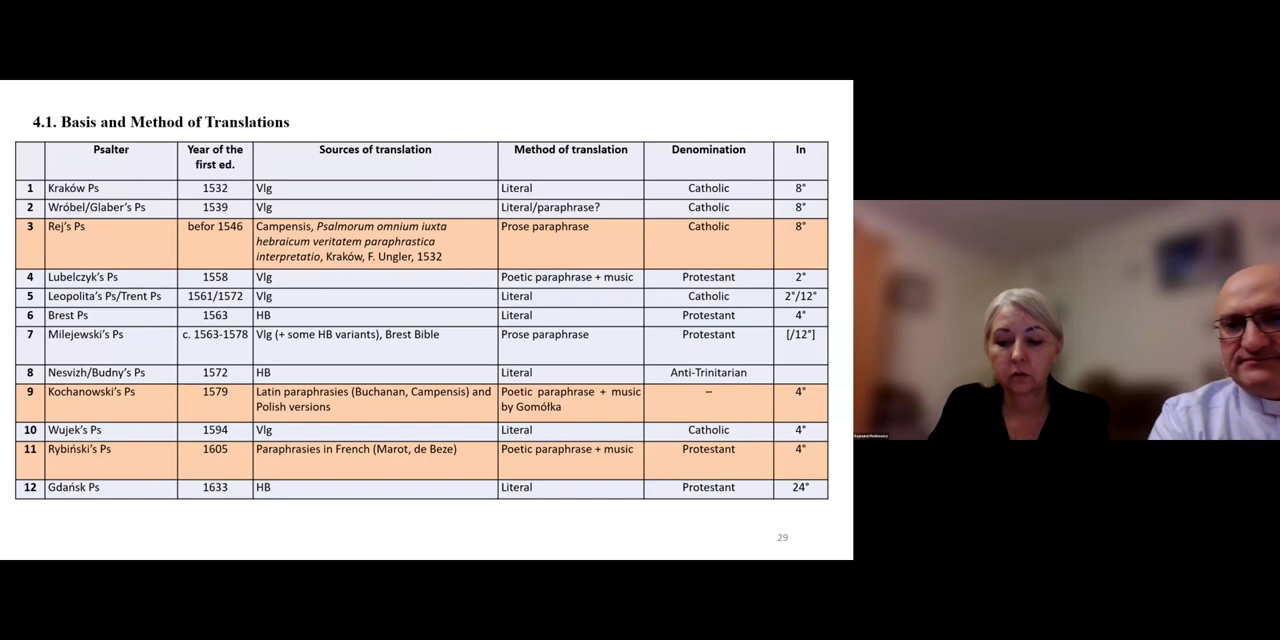 4.1. Basis and Method of Translations
Psalter Year of the first ed. Sources of translation Method of translation Denomination In
1 Kraków Ps 1532 Vlg Literal Catholic 8°
2 Wróbel/Glaber's Ps 1539 Vlg Literal/paraphrase? Catholic 8°
3 Rej's Ps befor 1546 Campensis, Psalmorum omnium iuxta hebraicum veritatem paraphrastica interpretatio, Kraków, F. Ungler, 1532 Prose paraphrase Catholic 8°
4 Lubelczyk's Ps 1558 Vlg Poetic paraphrase + music Protestant 2°
5 Leopolita's Ps/Trent Ps 1561/1572 Vlg Literal Catholic 2°/12°
6 Brest Ps 1563 HB Literal Protestant 4°
7 Milejewski's Ps c. 1563-1578 Vlg (+ some HB variants), Brest Bible Prose paraphrase Protestant [/12°]
8 Nesvizh/Budny's Ps 1572 HB Literal Anti-Trinitarian
9 Kochanowski's Ps 1579 Latin paraphrasies (Buchanan, Campensis) and Polish versions Poetic paraphrase + music by Gomółka – 4°
10 Wujek's Ps 1594 Vlg Literal Catholic 4°
11 Rybiński's Ps 1605 Paraphrasies in French (Marot, de Beze) Poetic paraphrase + music Protestant 4°
12 Gdańsk Ps 1633 HB Literal Protestant 24°
29